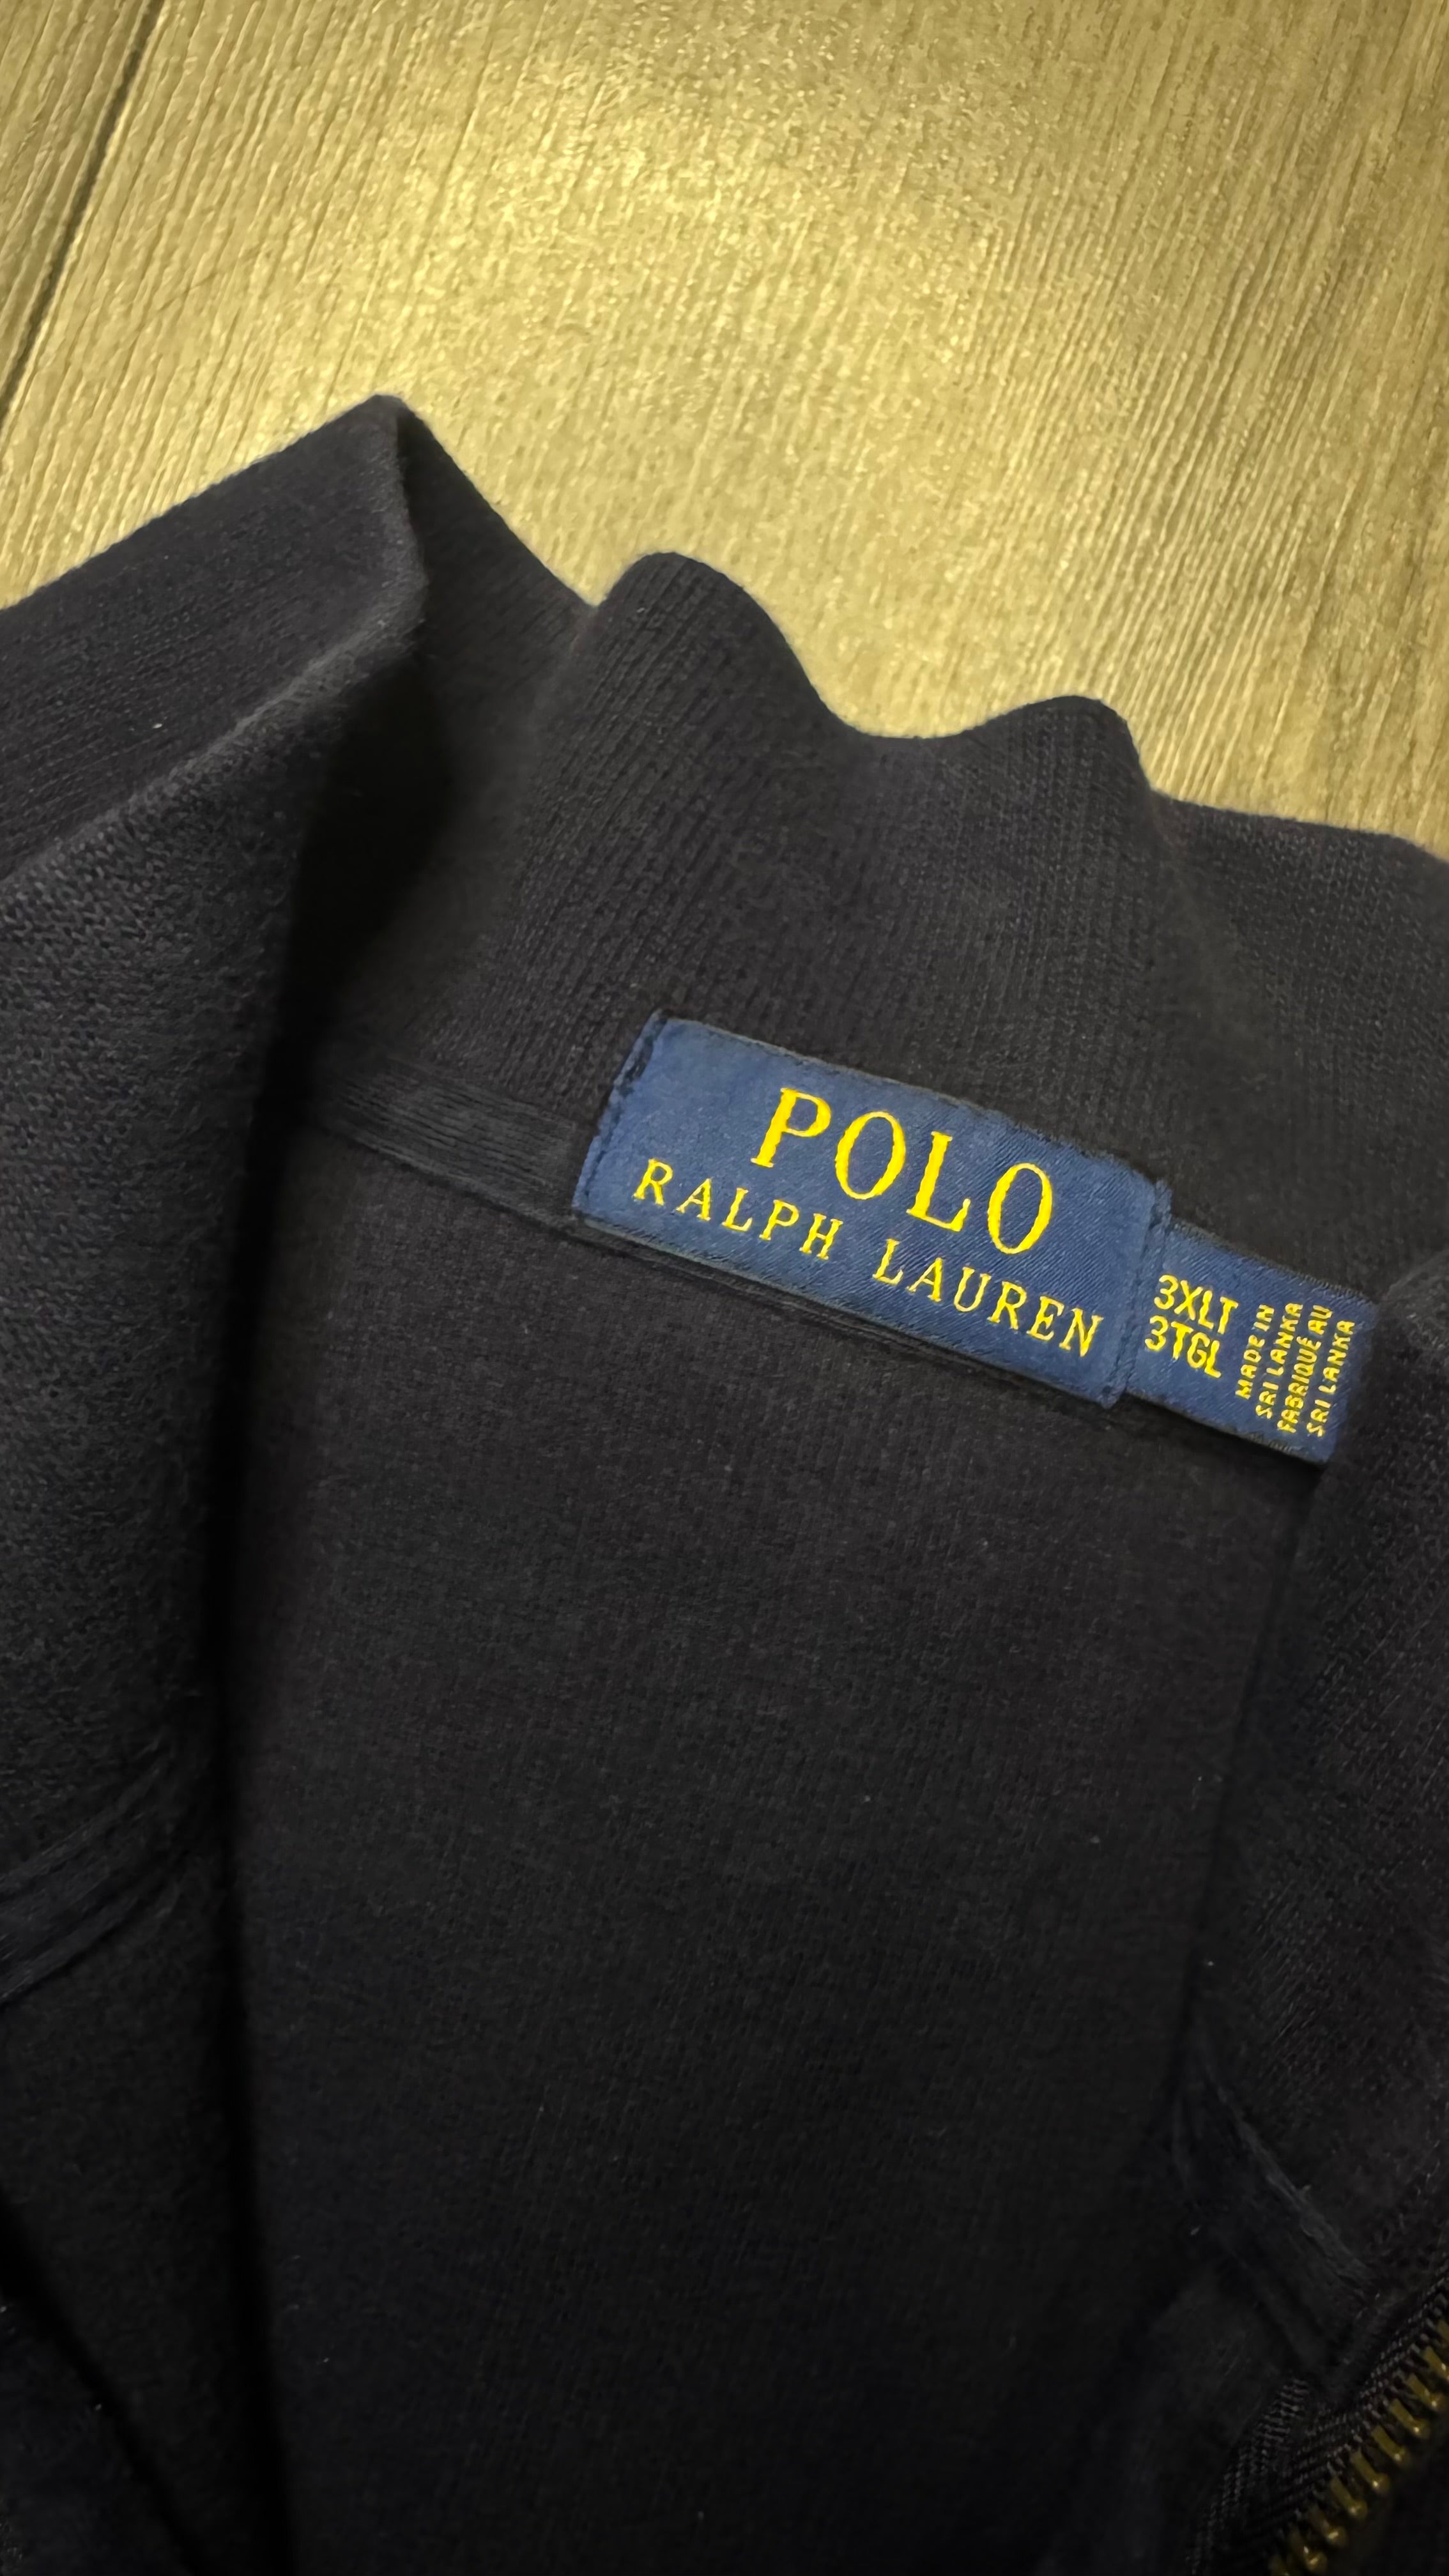 POLO
RALPH LAUREN
3XLT
3TGL
MADE IN
SRI LANKA
FABRIQUÉ AU
SRI LANKA